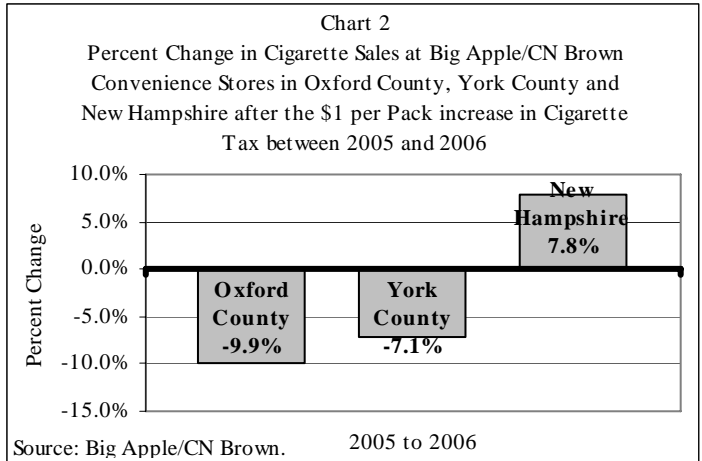 Chart 2
Percent Change in Cigarette Sales at Big Apple/CN Brown
Convenience Stores in Oxford County, York County and
New Hampshire after the $1 per Pack increase in Cigarette
Tax between 2005 and 2006
Percent Change
10.0%
5.0%
0.0%
-5.0%
-10.0%
-15.0%
Oxford
County
-9.9%
York
County
-7.1%
New
Hampshire
7.8%
2005 to 2006
Source: Big Apple/CN Brown.